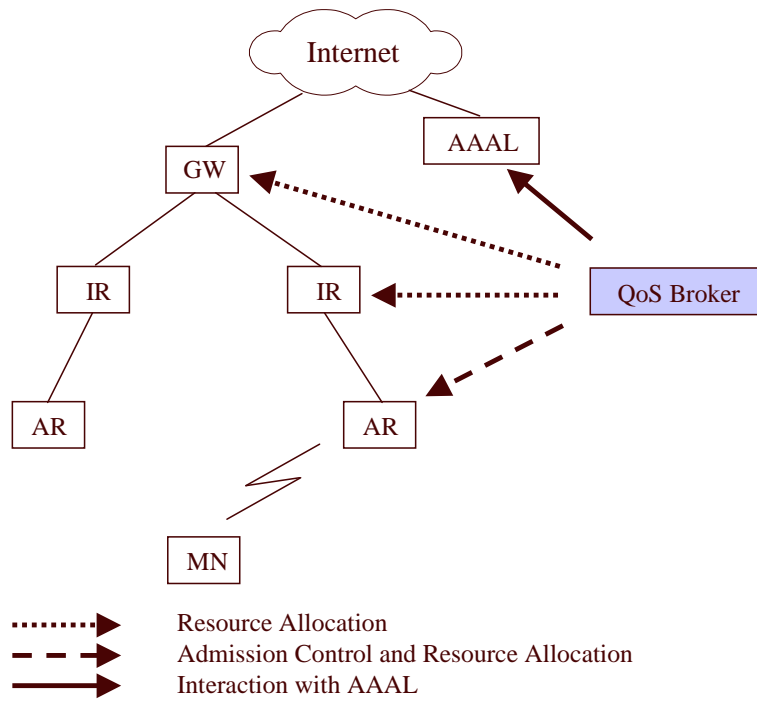 Internet
AAAL
GW
IR
IR
QoS Broker
AR
AR
MN
Resource Allocation
Admission Control and Resource Allocation
Interaction with AAAL